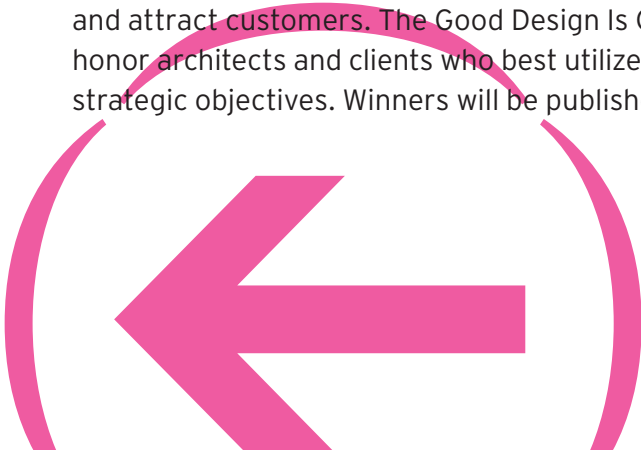 and attract customers. The Good Design Is
honor architects and clients who best utilize
strategic objectives. Winners will be publish